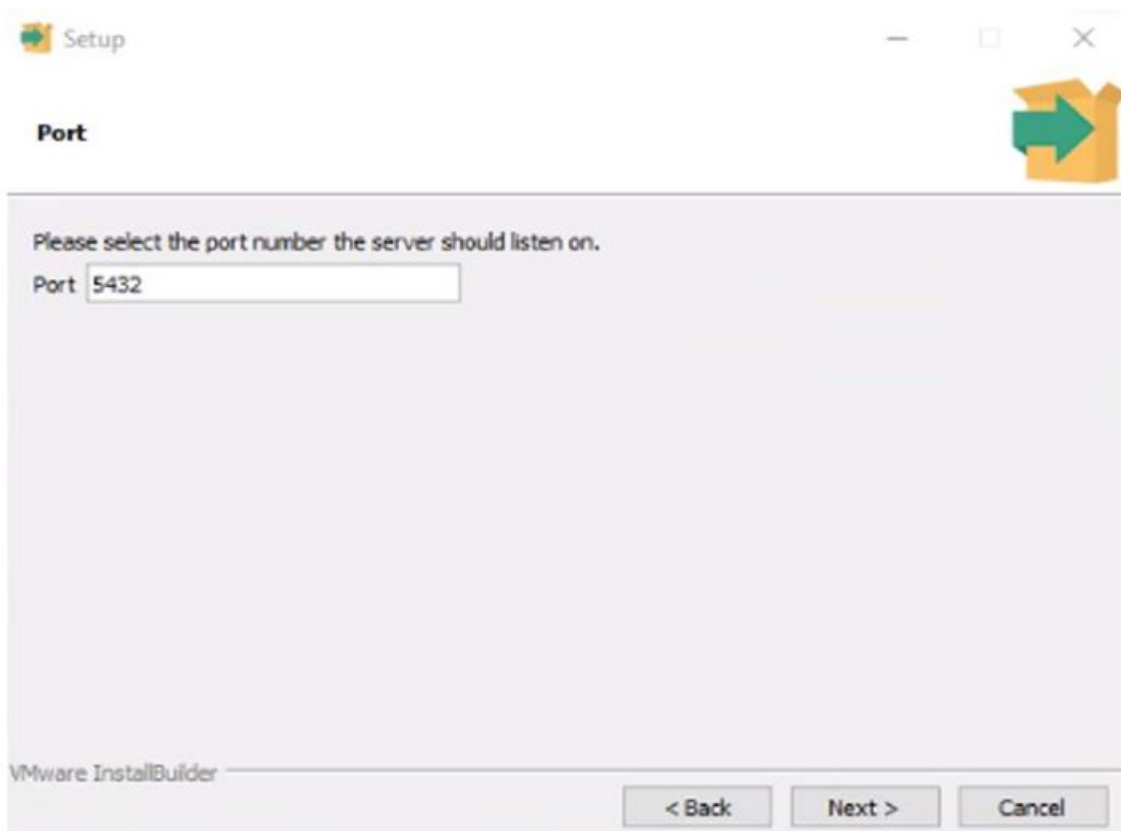 Setup
Port
Please select the port number the server should listen on.
Port 5432
VMware InstallBuilder
< Back Next > Cancel